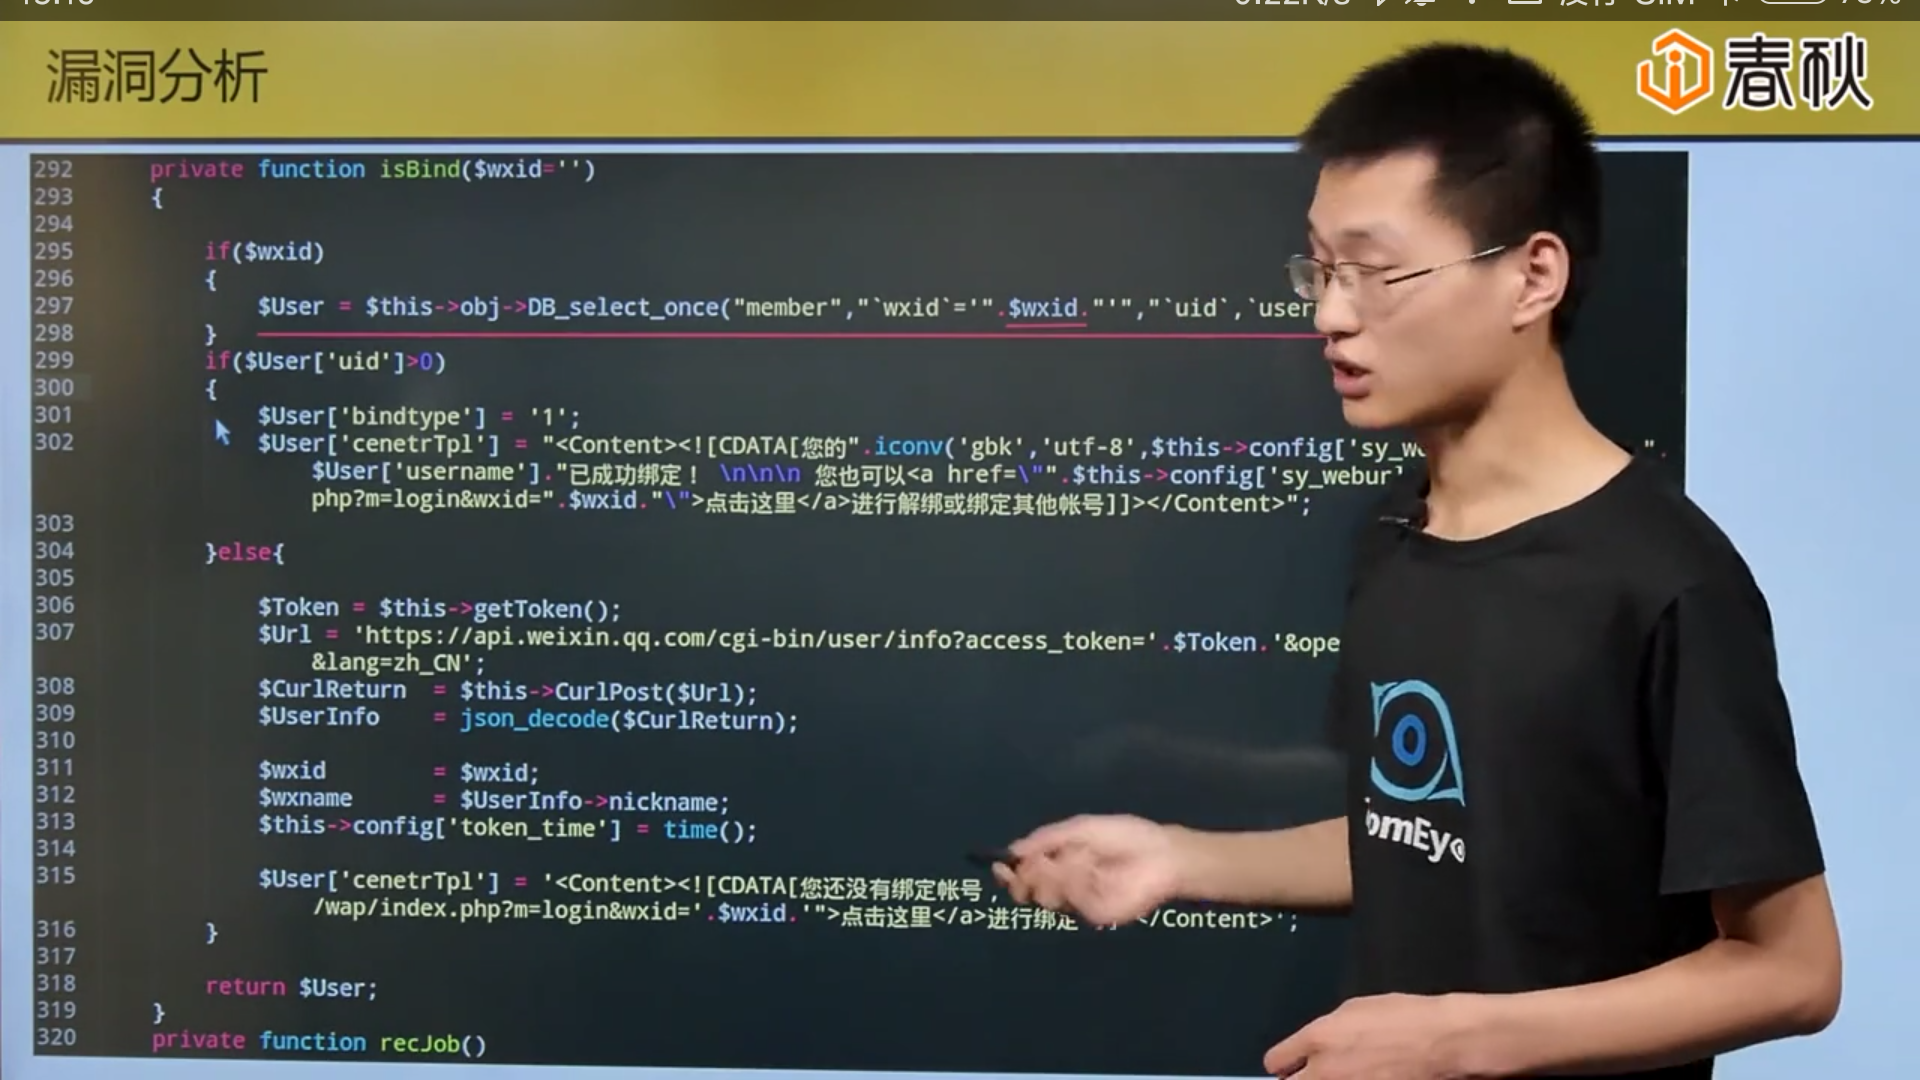 漏洞分析
春秋
292 private function isBind($wxid='')
293 {
294
295 if($wxid)
296 {
297 $User = $this->obj->DB_select_once("member","`wxid`='".$wxid."'","`uid`,`user
298 }
299 if($User['uid']>0)
300 {
301 $User['bindtype'] = '1';
302 $User['cenetrTpl'] = "<Content><![CDATA[您的".iconv('gbk','utf-8',$this->config['sy_we ".
$User['username']."已成功绑定！ \n\n\n 您也可以<a href=\"".$this->config['sy_weburl
php?m=login&wxid=".$wxid."\">点击这里</a>进行解绑或绑定其他帐号]]></Content>";
303
304 }else{
305
306 $Token = $this->getToken();
307 $Url = 'https://api.weixin.qq.com/cgi-bin/user/info?access_token='.$Token.'&ope
&lang=zh_CN';
308 $CurlReturn = $this->CurlPost($Url);
309 $UserInfo = json_decode($CurlReturn);
310
311 $wxid = $wxid;
312 $wxname = $UserInfo->nickname;
313 $this->config['token_time'] = time();
314
315 $User['cenetrTpl'] = '<Content><![CDATA[您还没有绑定帐号，
/wap/index.php?m=login&wxid='.$wxid.'">点击这里</a>进行绑定 </Content>';
316 }
317
318 return $User;
319 }
320 private function recJob()
omEye